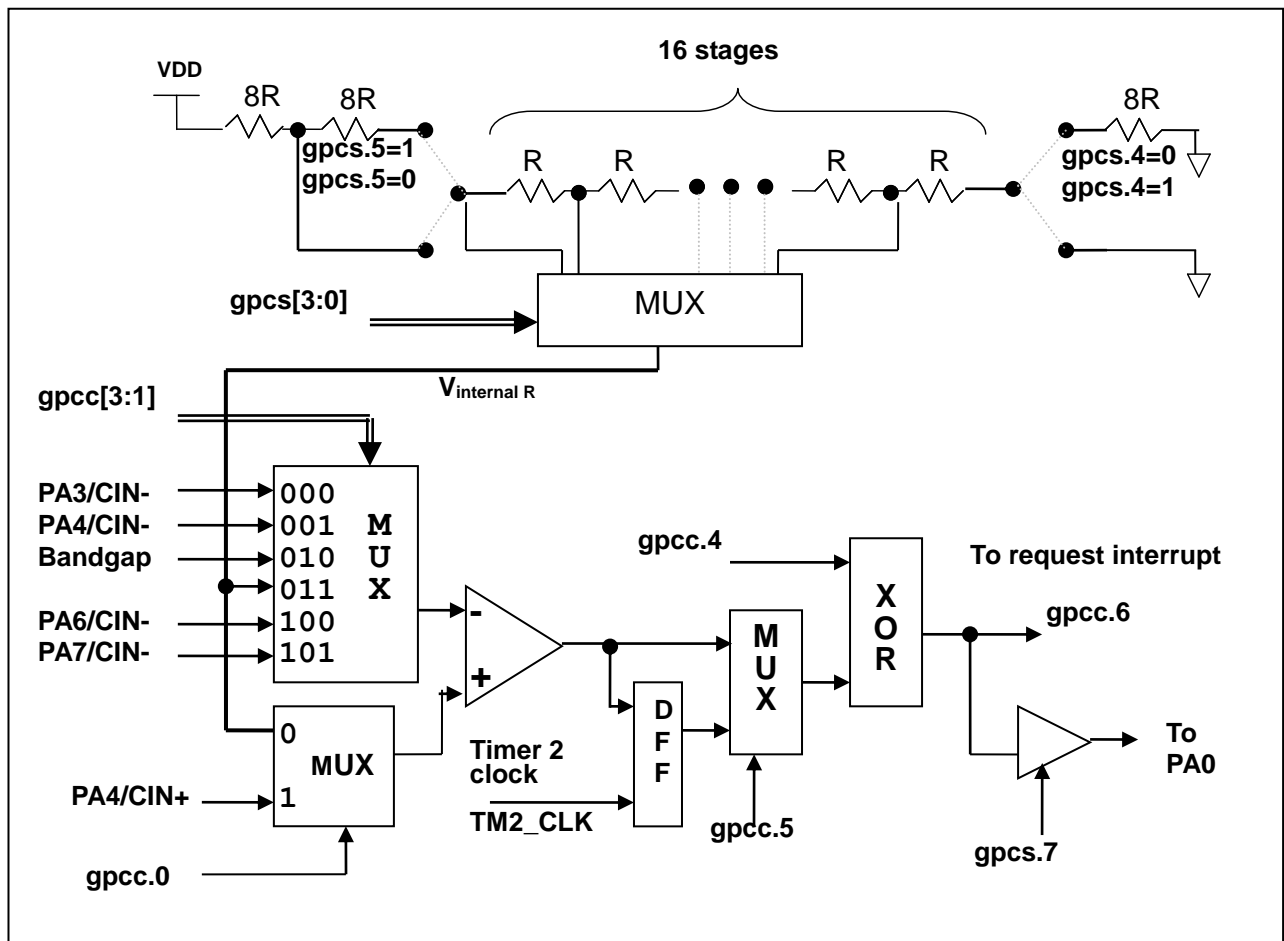 16 stages
VDD
8R
8R
8R
gpcs.5=1
gpcs.5=0
R
R
R
R
gpcs.4=0
gpcs.4=1
gpcs[3:0]
MUX
Vinternal R
gpcc[3:1]
PA3/CIN-
PA4/CIN-
Bandgap
PA6/CIN-
PA7/CIN-
000
001
010
011
100
101
M
U
X
-
+
0
1
MUX
PA4/CIN+
gpcc.0
Timer 2
clock
TM2_CLK
D
F
F
M
U
X
gpcc.5
gpcc.4
X
O
R
To request interrupt
gpcc.6
To
PA0
gpcs.7